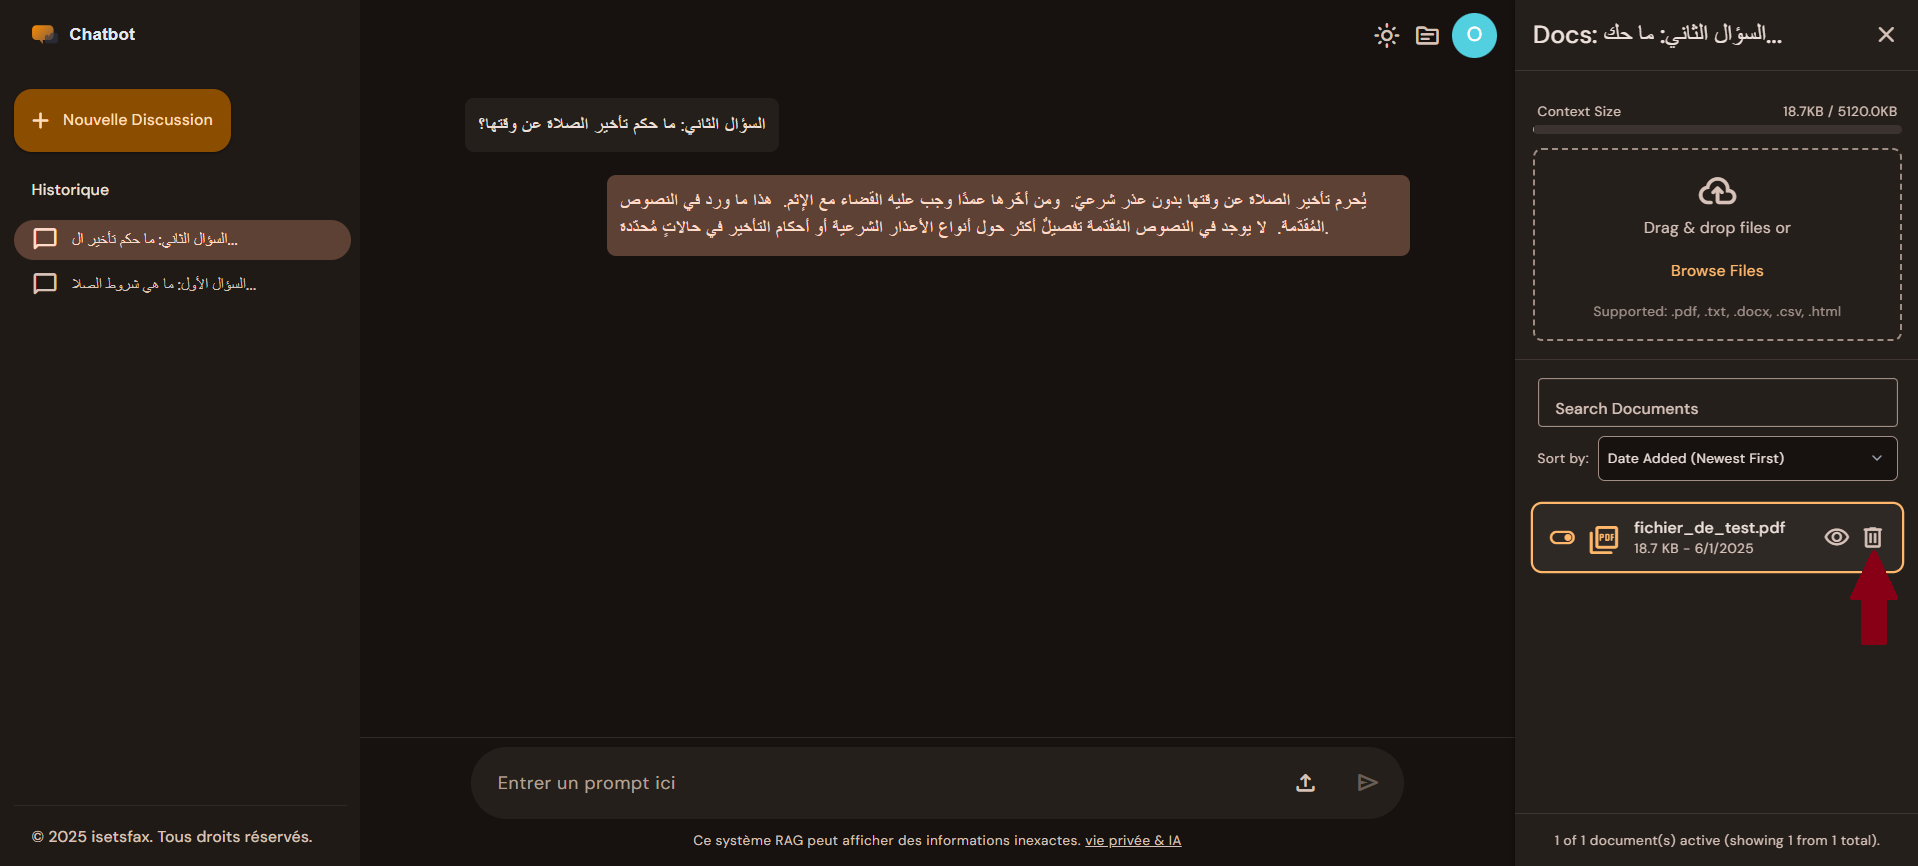 Chatbot
Nouvelle Discussion
Historique
السؤال الثاني: ما حكم تأخير ال...
السؤال الأول: ما هي شروط الصلا...
O
السؤال الثاني: ما حكم تأخير الصلاة عن وقتها؟
يُحرم تأخير الصلاة عن وقتها بدون عذر شرعيّ. ومن أخّرها عمدًا وجب عليه القضاء مع الإثم. هذا ما ورد في النصوص
المُقدّمة. لا يوجد في النصوص المُقدّمة تفصيلٌ أكثر حول أنواع الأعذار الشرعية أو أحكام التأخير في حالاتٍ مُحدّدة.
Entrer un prompt ici
Ce système RAG peut afficher des informations inexactes. vie privée & IA
© 2025 isetsfax. Tous droits réservés.
Docs: السؤال الثاني: ما حك...
Context Size 18.7KB / 5120.0KB
Drag & drop files or
Browse Files
Supported: .pdf, .txt, .docx, .csv, .html
Search Documents
Sort by: Date Added (Newest First)
PDF
fichier_de_test.pdf
18.7 KB - 6/1/2025
1 of 1 document(s) active (showing 1 from 1 total).